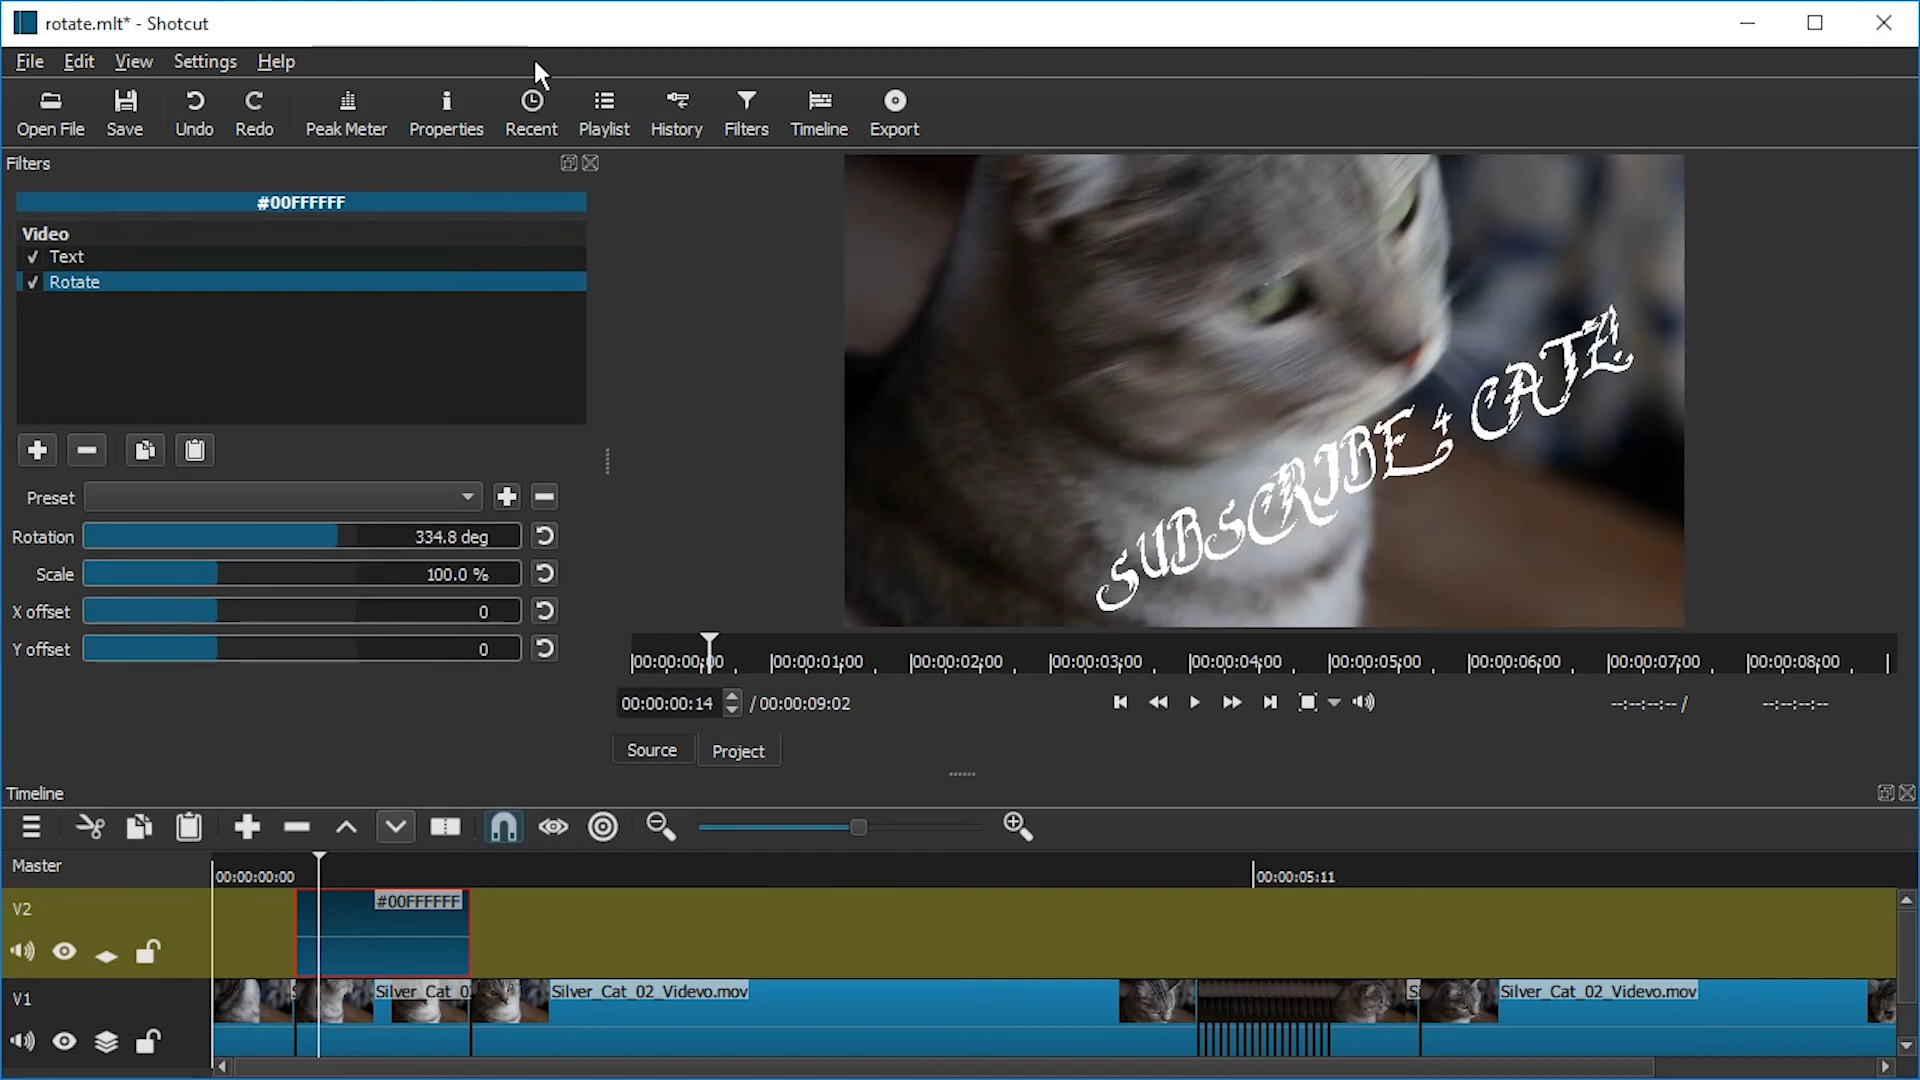 rotate.mlt* - Shotcut
File Edit View Settings Help
Open File Save Undo Redo Peak Meter Properties Recent Playlist History Filters Timeline Export
Filters
#00FFFFFF
Video
✓ Text
✓ Rotate
SUBSCRIBE 4 CATZ
Preset
Rotation 334.8 deg
Scale 100.0 %
X offset 0
Y offset 0
00:00:00:00 00:00:01:00 00:00:02:00 00:00:03:00 00:00:04:00 00:00:05:00 00:00:06:00 00:00:07:00 00:00:08:00
00:00:00:14 / 00:00:09:02 --:--:--:-- / --:--:--:--
Source Project
Timeline
Master
00:00:00:00 00:00:05:11
V2 #00FFFFFF
V1 S Silver_Cat_0 Silver_Cat_02_Videvo.mov Si Silver_Cat_02_Videvo.mov